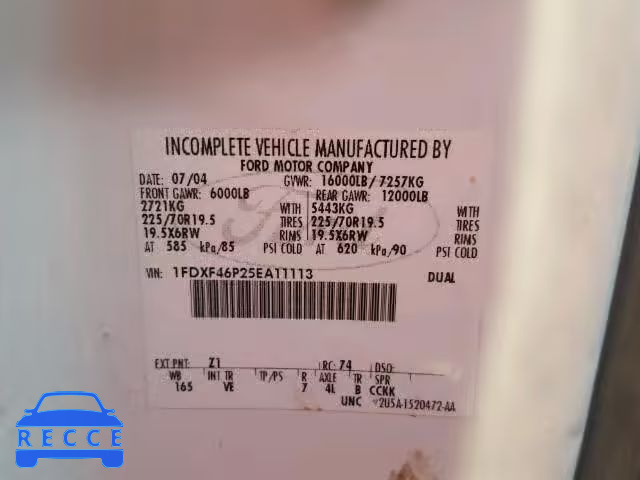 INCOMPLETE VEHICLE MANUFACTURED BY
FORD MOTOR COMPANY
DATE: 07/04 GVWR: 16000LB/7257KG
FRONT GAWR: 6000LB REAR GAWR: 12000LB
2721KG WITH 5443KG WITH
225/70R19.5 TIRES 225/70R19.5 TIRES
19.5X6RW RIMS 19.5X6RW RIMS
AT 585 kPa/85 PSI COLD AT 620 kPa/90 PSI COLD
VIN: 1FDXF46P25EA11113 DUAL
EXT PNT: Z1 RC: 74 DSO:
WB INT TR TP/PS R AXLE TR SPR
165 VE 7 4L B CCKK
UNC 2U5A-1520472-AA
RECCE